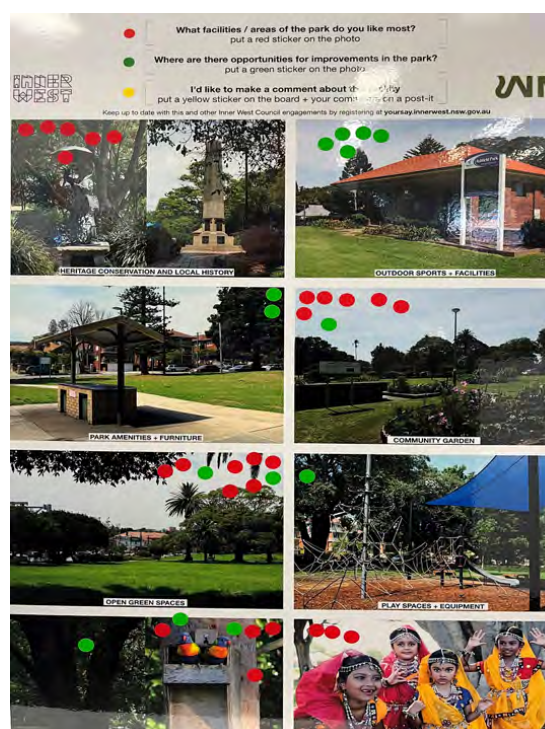 What facilities / areas of the park do you like most?
put a red sticker on the photo
Where are there opportunities for improvements in the park?
put a green sticker on the photo
I'd like to make a comment about the
put a yellow sticker on the board + your comments on a post-it
INNER
WEST
Keep up to date with this and other Inner West Council engagements by registering at yoursay.innerwest.nsw.gov.au
HERITAGE CONSERVATION AND LOCAL HISTORY
OUTDOOR SPORTS + FACILITIES
PARK AMENITIES + FURNITURE
COMMUNITY GARDEN
OPEN GREEN SPACES
PLAY SPACES + EQUIPMENT